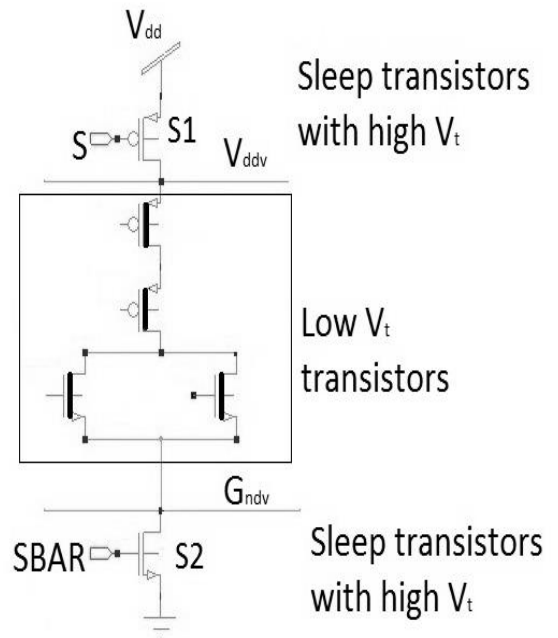 Vdd
Sleep transistors
with high Vt
S
S1
Vddv
Low Vt
transistors
Gndv
SBAR
S2
Sleep transistors
with high Vt